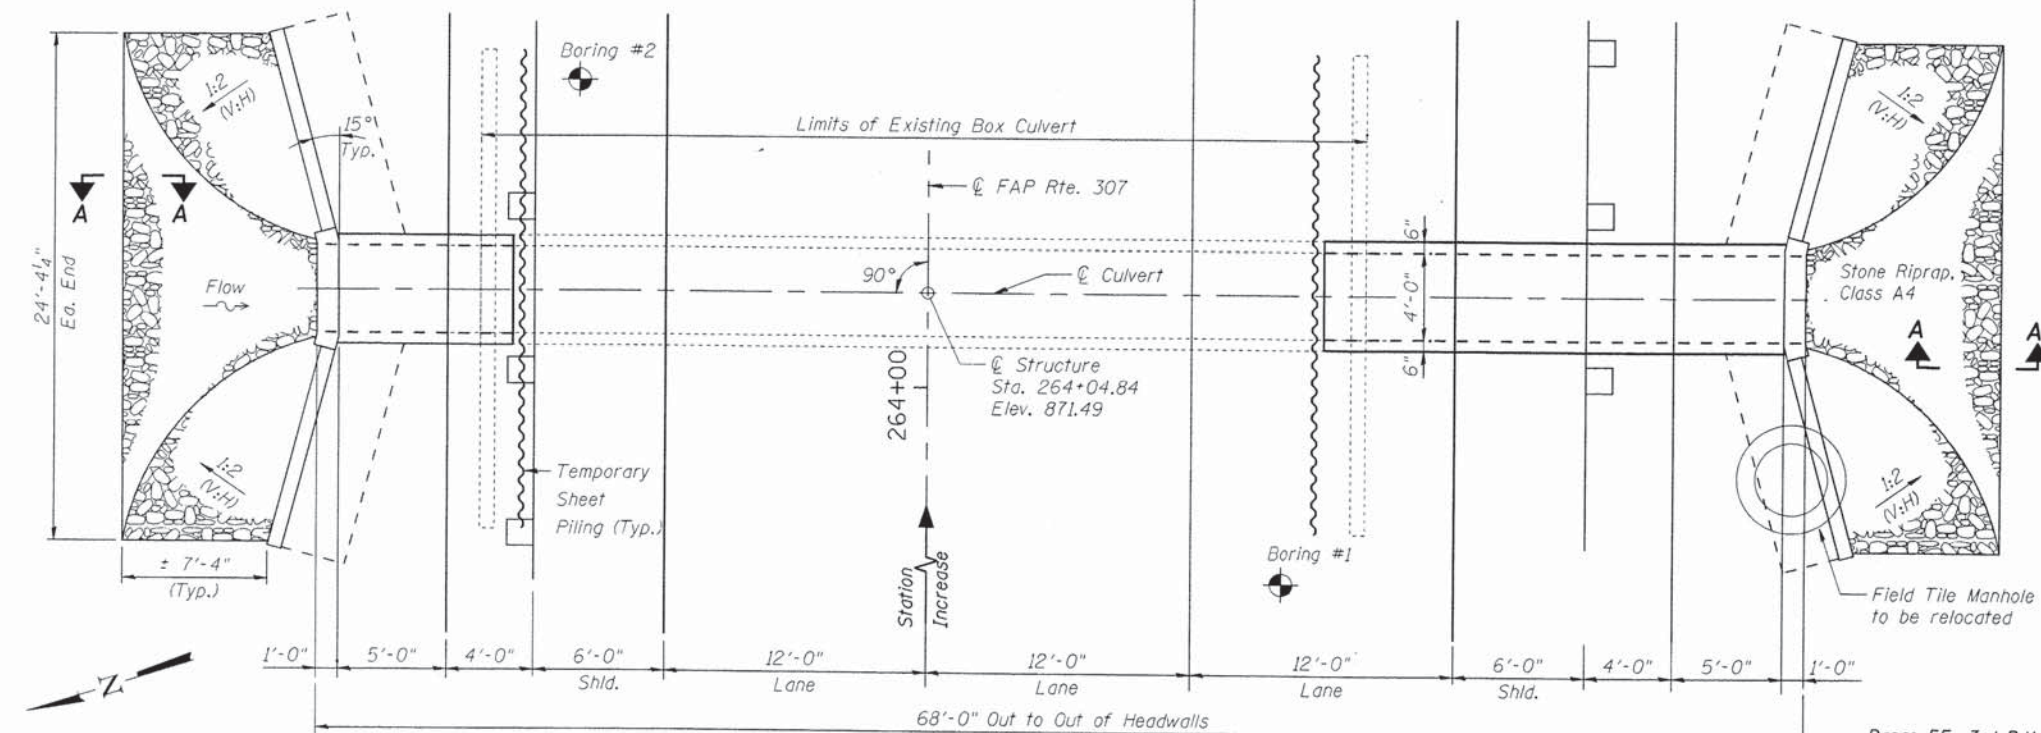 Boring #2
1:2
(V:H)
15°
Typ.
Limits of Existing Box Culvert
℄ FAP Rte. 307
A
A
24'-4¼"
Ea. End
Flow
90°
℄ Culvert
6"
4'-0"
6"
1:2
(V:H)
Stone Riprap,
Class A4
A
A
264+00
℄ Structure
Sta. 264+04.84
Elev. 871.49
1:2
(V:H)
Temporary
Sheet
Piling (Typ.)
Station
Increase
Boring #1
1:2
(V:H)
± 7'-4"
(Typ.)
Field Tile Manhole
to be relocated
1'-0" 5'-0" 4'-0" 6'-0" 12'-0" 12'-0" 12'-0" 6'-0" 4'-0" 5'-0" 1'-0"
Shld. Lane Lane Lane Shld.
Z
68'-0" Out to Out of Headwalls